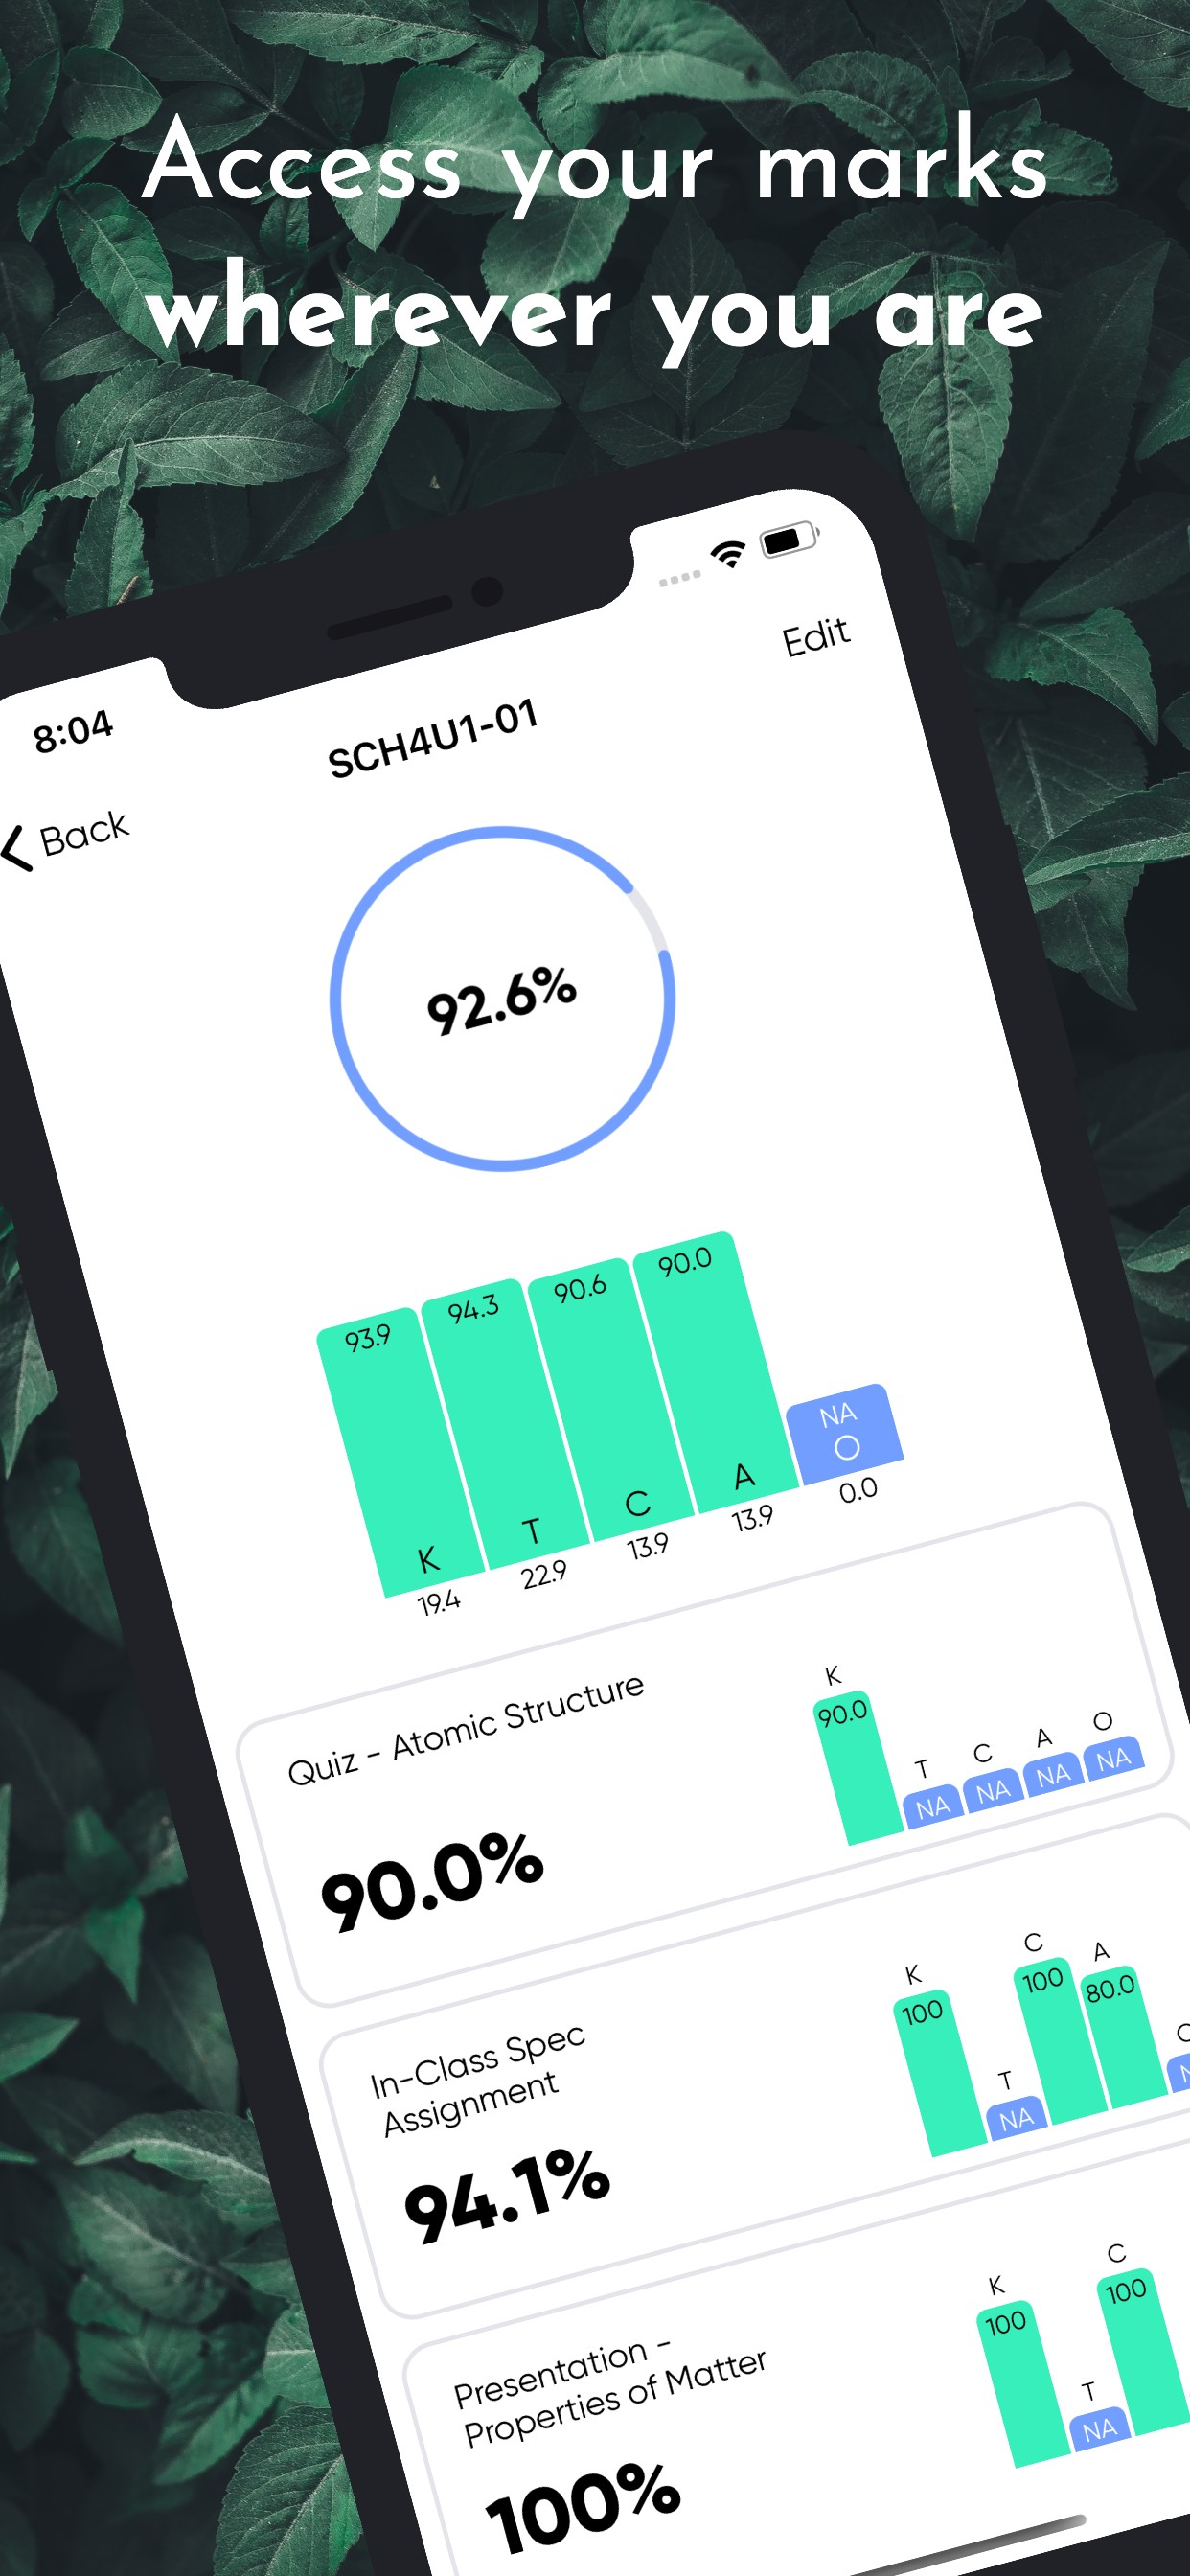 Access your marks
wherever you are
8:04
Edit
SCH4U1-01
Back
92.6%
93.9 94.3 90.6 90.0 NA
K T C A O
19.4 22.9 13.9 13.9 0.0
Quiz - Atomic Structure
90.0%
K T C A O
90.0 NA NA NA NA
In-Class Spec
Assignment
94.1%
K T C A
100 NA 100 80.0
Presentation -
Properties of Matter
100%
K T C
100 NA 100